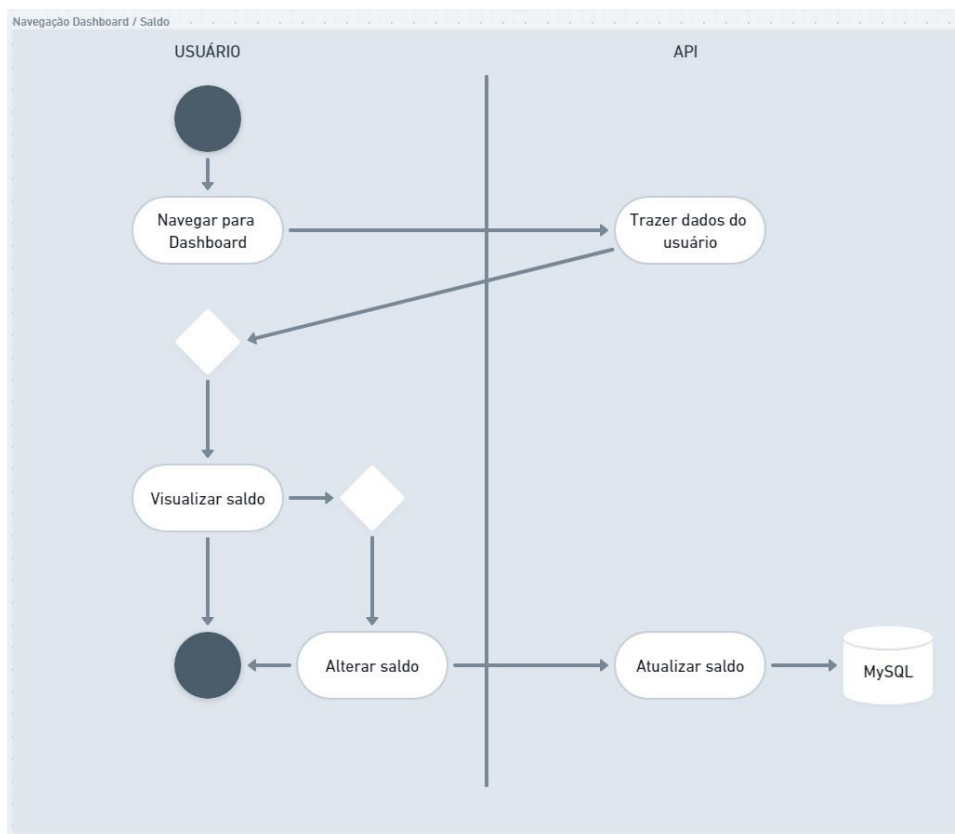 Navegação Dashboard / Saldo
USUÁRIO
API
Navegar para
Dashboard
Trazer dados do
usuário
Visualizar saldo
Alterar saldo
Atualizar saldo
MySQL